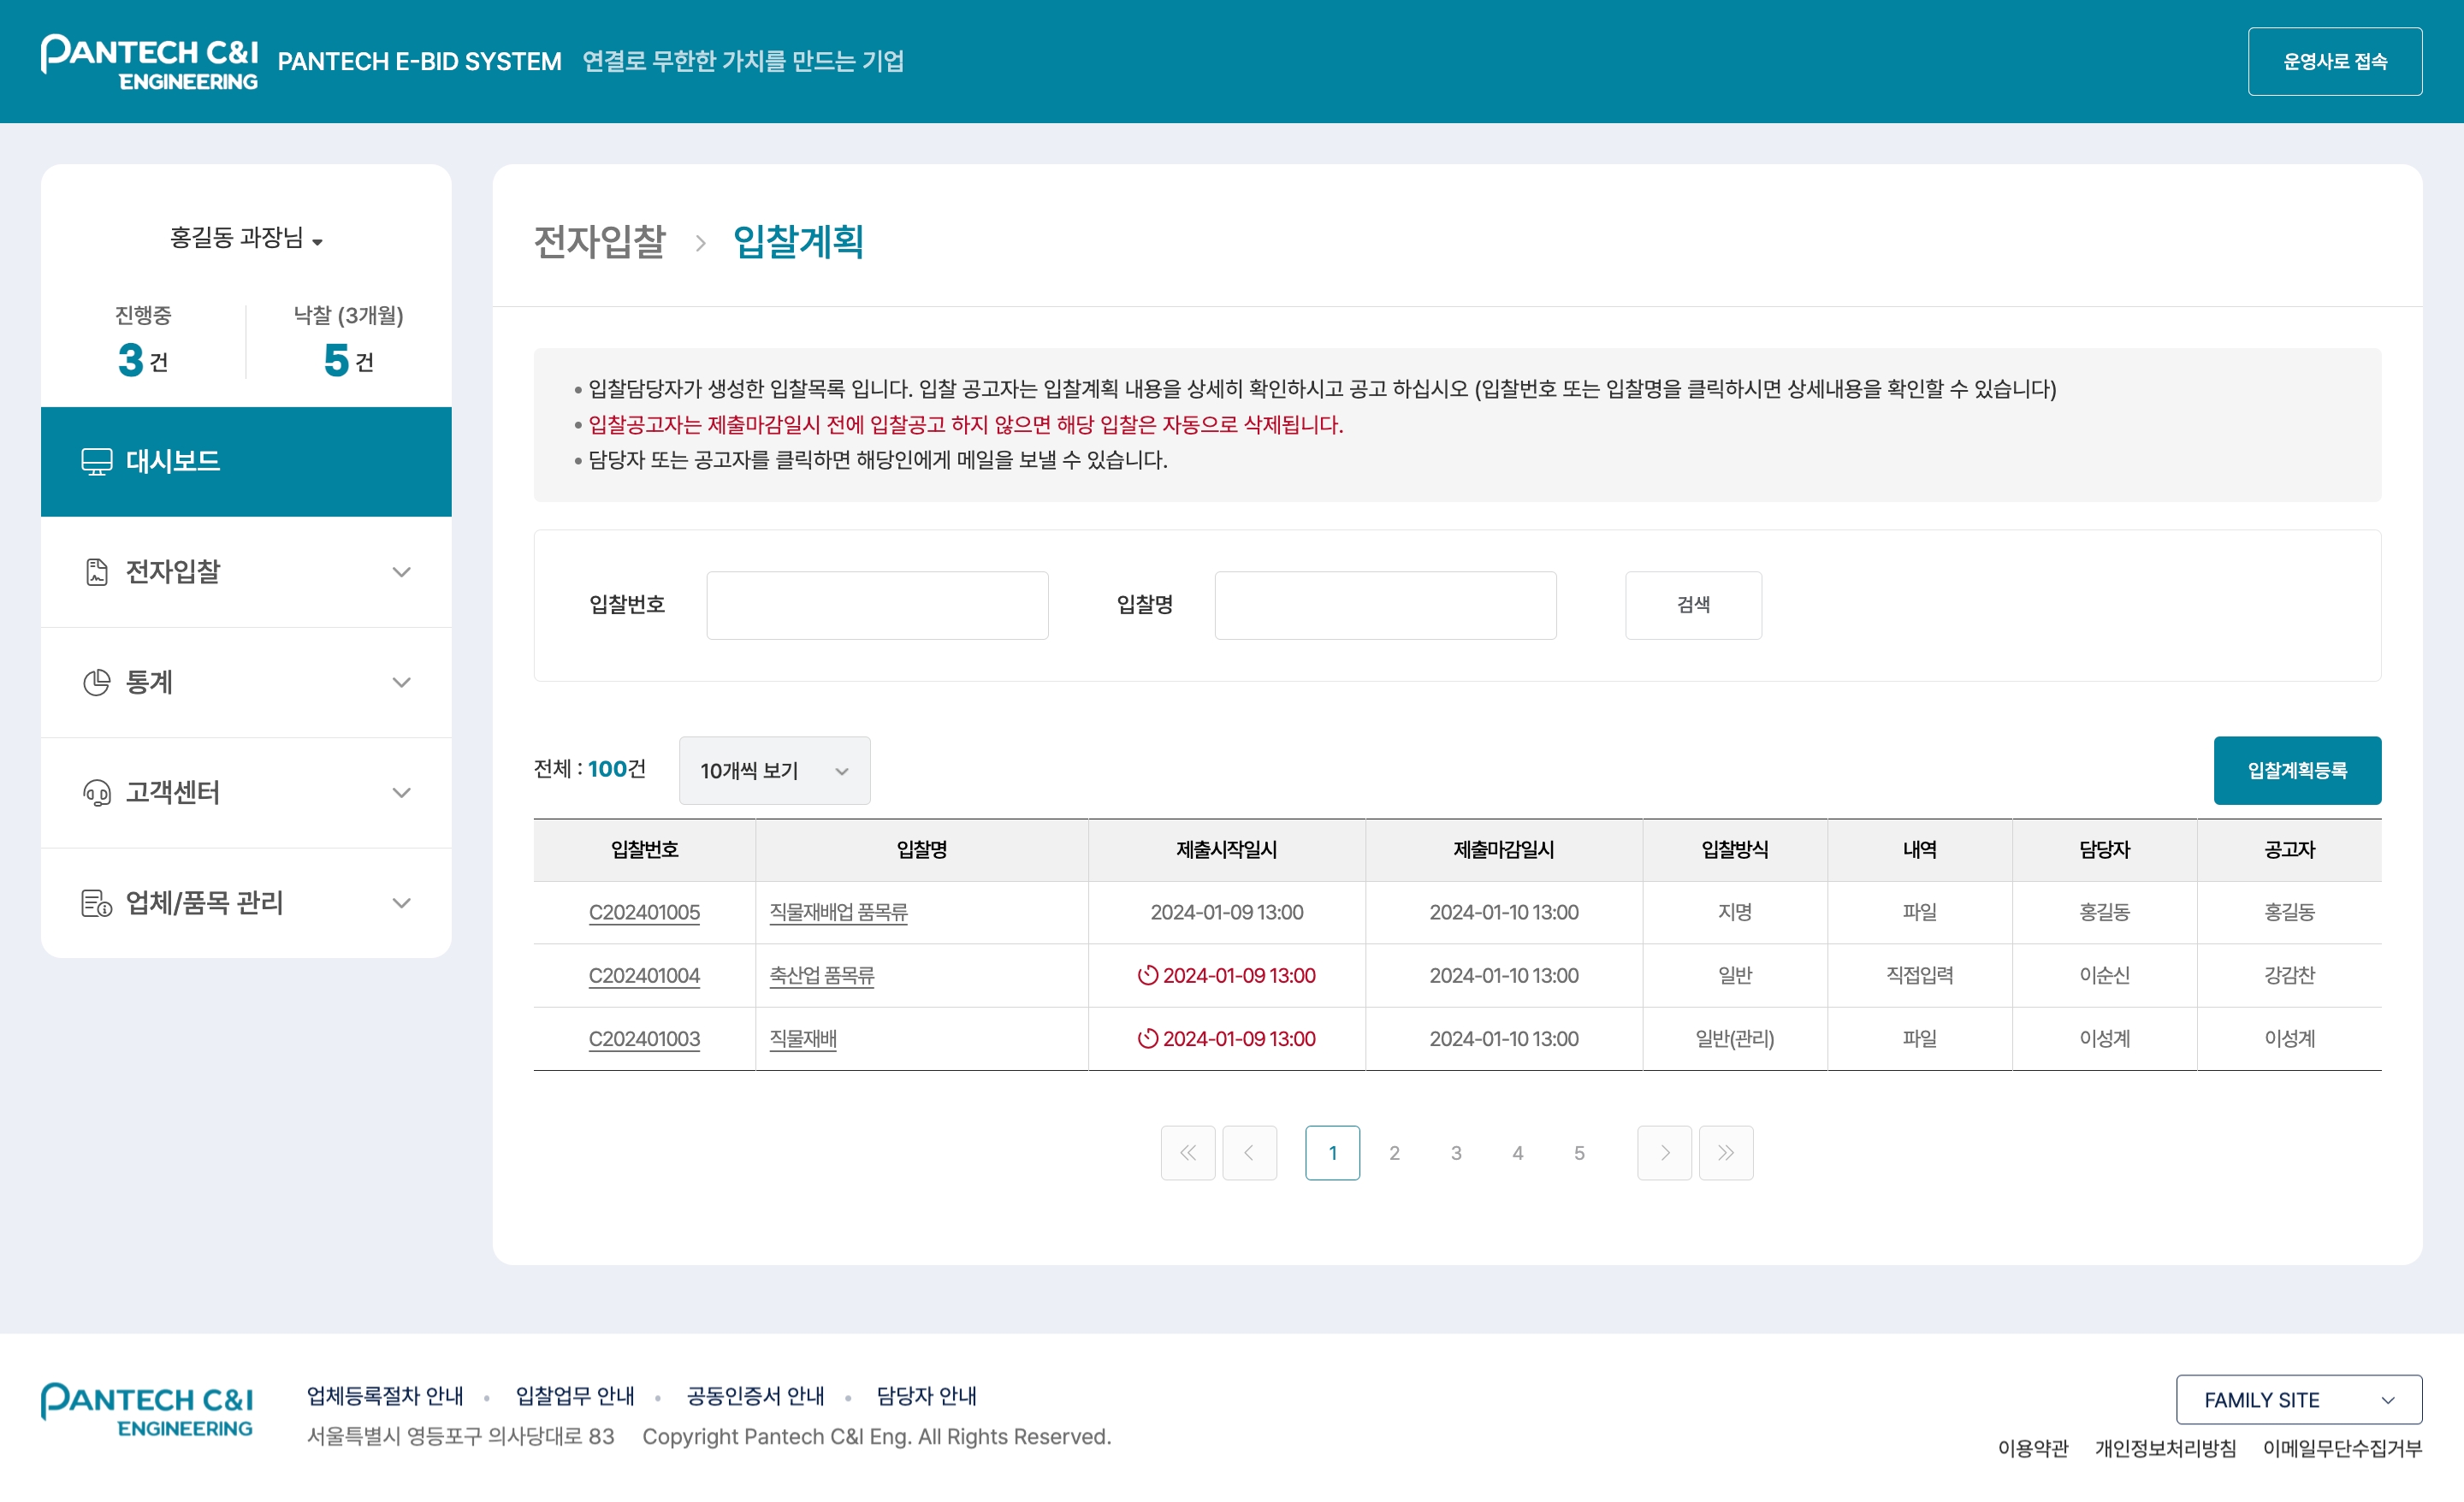 PANTECH C&I
ENGINEERING
PANTECH E-BID SYSTEM 연결로 무한한 가치를 만드는 기업
운영사로 접속
홍길동 과장님
진행중 낙찰 (3개월)
3 건 5 건
대시보드
전자입찰
통계
고객센터
업체/품목 관리
전자입찰 > 입찰계획
• 입찰담당자가 생성한 입찰목록 입니다. 입찰 공고자는 입찰계획 내용을 상세히 확인하시고 공고 하십시오 (입찰번호 또는 입찰명을 클릭하시면 상세내용을 확인할 수 있습니다)
• 입찰공고자는 제출마감일시 전에 입찰공고 하지 않으면 해당 입찰은 자동으로 삭제됩니다.
• 담당자 또는 공고자를 클릭하면 해당인에게 메일을 보낼 수 있습니다.
입찰번호 입찰명 검색
전체 : 100건 10개씩 보기 입찰계획등록
입찰번호 입찰명 제출시작일시 제출마감일시 입찰방식 내역 담당자 공고자
C202401005 직물재배업 품목류 2024-01-09 13:00 2024-01-10 13:00 지명 파일 홍길동 홍길동
C202401004 축산업 품목류 2024-01-09 13:00 2024-01-10 13:00 일반 직접입력 이순신 강감찬
C202401003 직물재배 2024-01-09 13:00 2024-01-10 13:00 일반(관리) 파일 이성계 이성계
1 2 3 4 5
PANTECH C&I
ENGINEERING
업체등록절차 안내 • 입찰업무 안내 • 공동인증서 안내 • 담당자 안내
서울특별시 영등포구 의사당대로 83 Copyright Pantech C&I Eng. All Rights Reserved.
FAMILY SITE
이용약관 개인정보처리방침 이메일무단수집거부